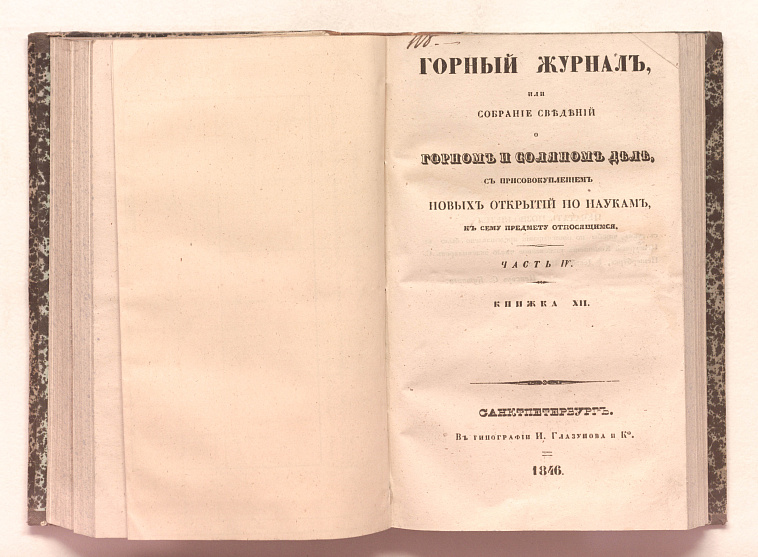 ГОРНЫЙ ЖУРНАЛЪ,
ИЛИ
СОБРАНІЕ СВѢДѢНІЙ
О
ГОРНОМЪ И СОЛЯНОМЪ ДѢЛѢ,
СЪ ПРИСОВОКУПЛЕНІЕМЪ
НОВЫХЪ ОТКРЫТІЙ ПО НАУКАМЪ,
КЪ СЕМУ ПРЕДМЕТУ ОТНОСЯЩИМСЯ.
ЧАСТЬ IV.
КНИЖКА XII.
САНКТПЕТЕРБУРГЪ.
Въ типографіи И. Глазунова и Ко.
1846.